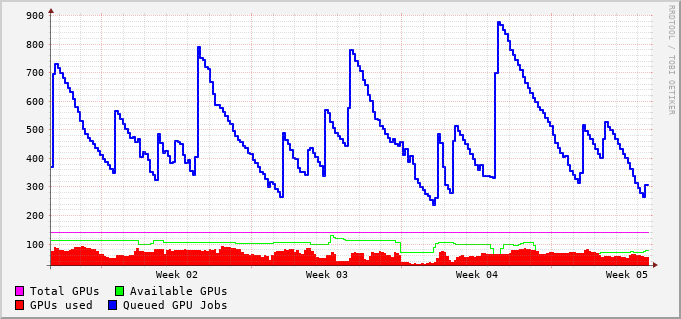 900
800
700
600
500
400
300
200
100
Week 02 Week 03 Week 04 Week 05
Total GPUs Available GPUs
GPUs used Queued GPU Jobs
RRDTOOL / TOBI OETIKER